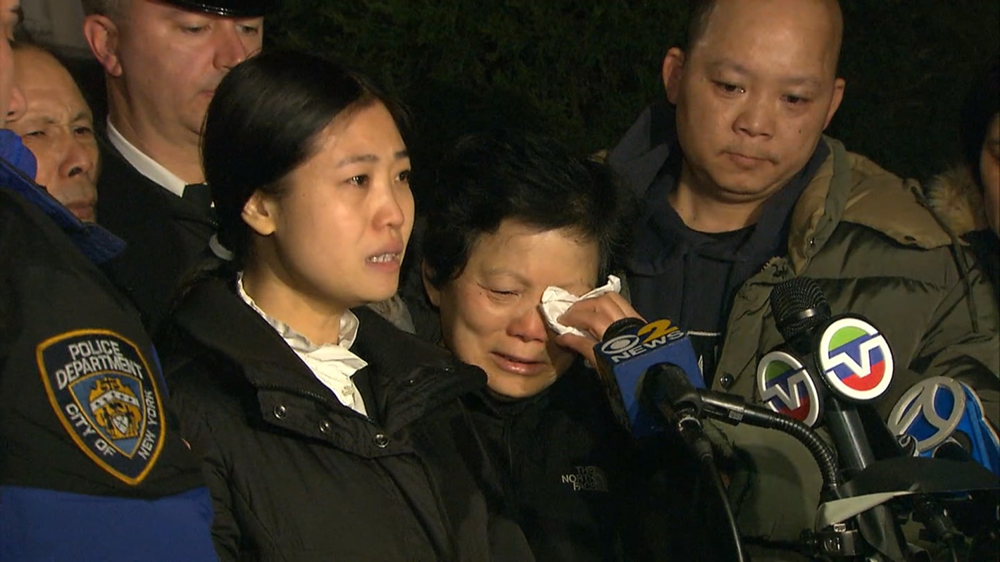 POLICE
DEPARTMENT
CITY OF
NEW YORK
2
NEWS
THE
NORTH
FACE
V
V